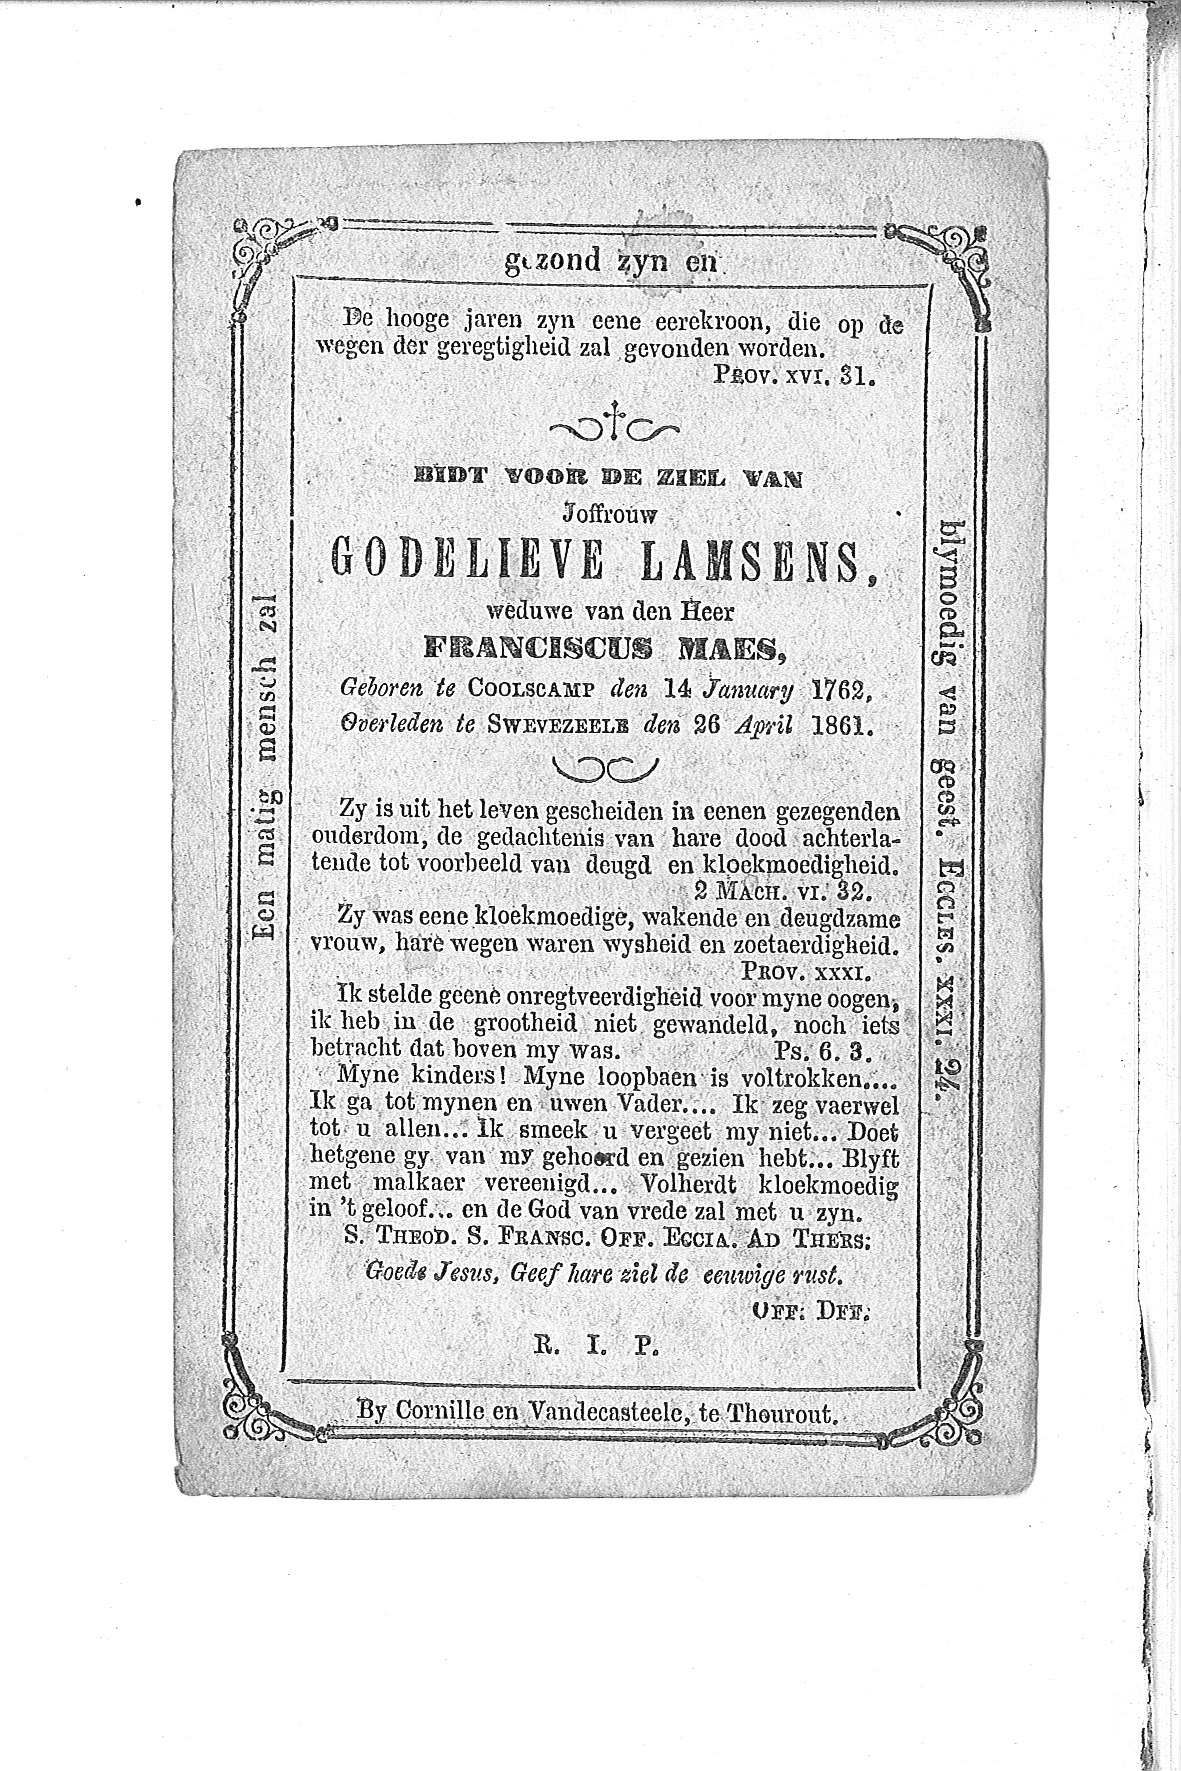 Een matig mensch zal
gezond zyn en
blymoedig van geest. ECCLES. XXXI. 24.
De hooge jaren zyn eene eerekroon, die op de
wegen der geregtigheid zal gevonden worden.
PROV. XVI. 31.
BIDT VOOR DE ZIEL VAN
Joffrouw
GODELIEVE LAMSENS,
weduwe van den Heer
FRANCISCUS MAES,
Geboren te COOLSCAMP den 14 January 1762,
Overleden te SWEVEZEELE den 26 April 1861.
Zy is uit het leven gescheiden in eenen gezegenden
ouderdom, de gedachtenis van hare dood achterla-
tende tot voorbeeld van deugd en kloekmoedigheid.
2 MACH. VI. 32.
Zy was eene kloekmoedige, wakende en deugdzame
vrouw, hare wegen waren wysheid en zoetaerdigheid.
PROV. XXXI.
Ik stelde geene onregtveerdigheid voor myne oogen,
ik heb in de grootheid niet gewandeld, noch iets
betracht dat boven my was. Ps. 6. 3.
Myne kinders! Myne loopbaen is voltrokken....
Ik ga tot mynen en uwen Vader.... Ik zeg vaerwel
tot u allen... Ik smeek u vergeet my niet... Doet
hetgene gy van my gehoord en gezien hebt... Blyft
met malkaer vereenigd... Volherdt kloekmoedig
in 't geloof... en de God van vrede zal met u zyn.
S. THEOD. S. FRANSC. OFF. ECCIA. AD THERS:
Goede Jesus, Geef hare ziel de eeuwige rust.
OFF: DFF:
R. I. P.
By Cornille en Vandecasteele, te Thourout.